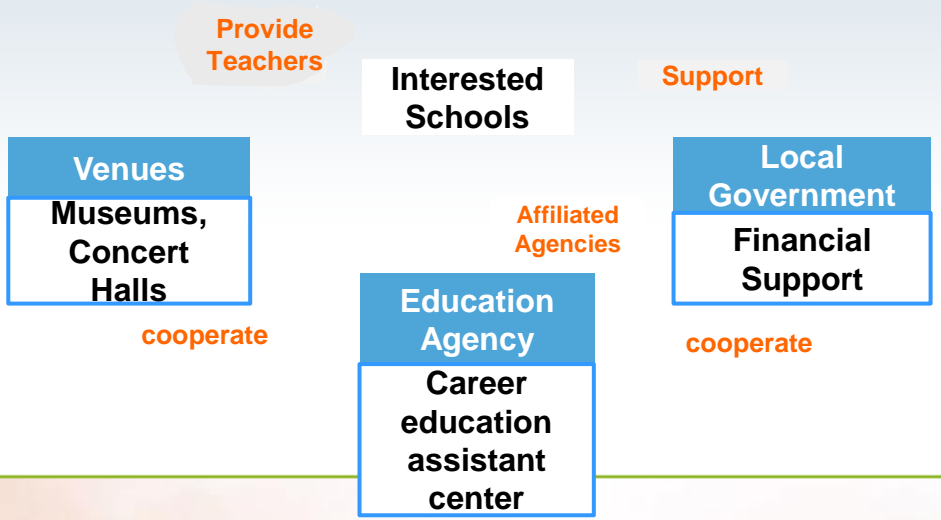 Provide
Teachers
Interested
Schools
Support
Venues
Museums,
Concert
Halls
Local
Government
Financial
Support
Affiliated
Agencies
Education
Agency
Career
education
assistant
center
cooperate
cooperate